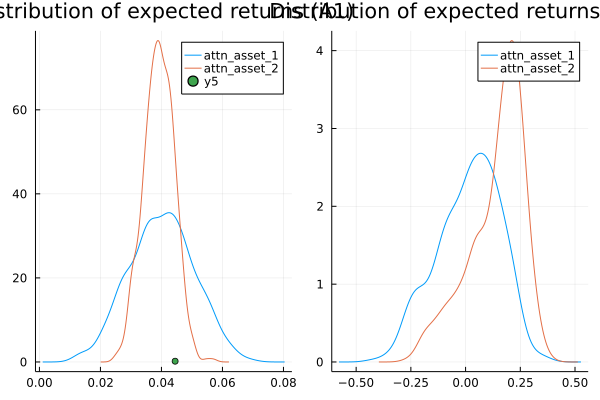 stribution of expected returns (A1)
Distribution of expected returns
attn_asset_1
attn_asset_2
y5
60
40
20
0
0.00 0.02 0.04 0.06 0.08
attn_asset_1
attn_asset_2
4
3
2
1
0
−0.50 −0.25 0.00 0.25 0.50